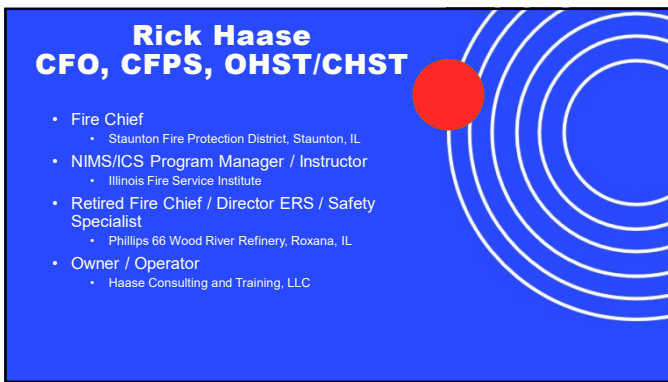 Rick Haase
CFO, CFPS, OHST/CHST
• Fire Chief
• Staunton Fire Protection District, Staunton, IL
• NIMS/ICS Program Manager / Instructor
• Illinois Fire Service Institute
• Retired Fire Chief / Director ERS / Safety
Specialist
• Phillips 66 Wood River Refinery, Roxana, IL
• Owner / Operator
• Haase Consulting and Training, LLC